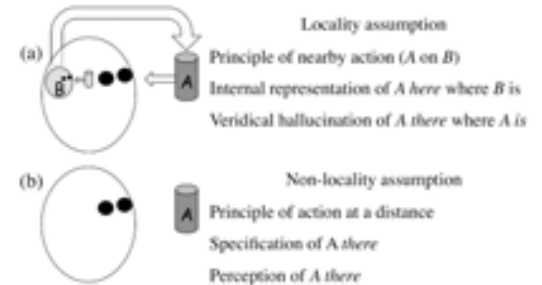 Locality assumption
(a)
Principle of nearby action (A on B)
B
A
Internal representation of A here where B is
Veridical hallucination of A there where A is
(b)
Non-locality assumption
A
Principle of action at a distance
Specification of A there
Perception of A there